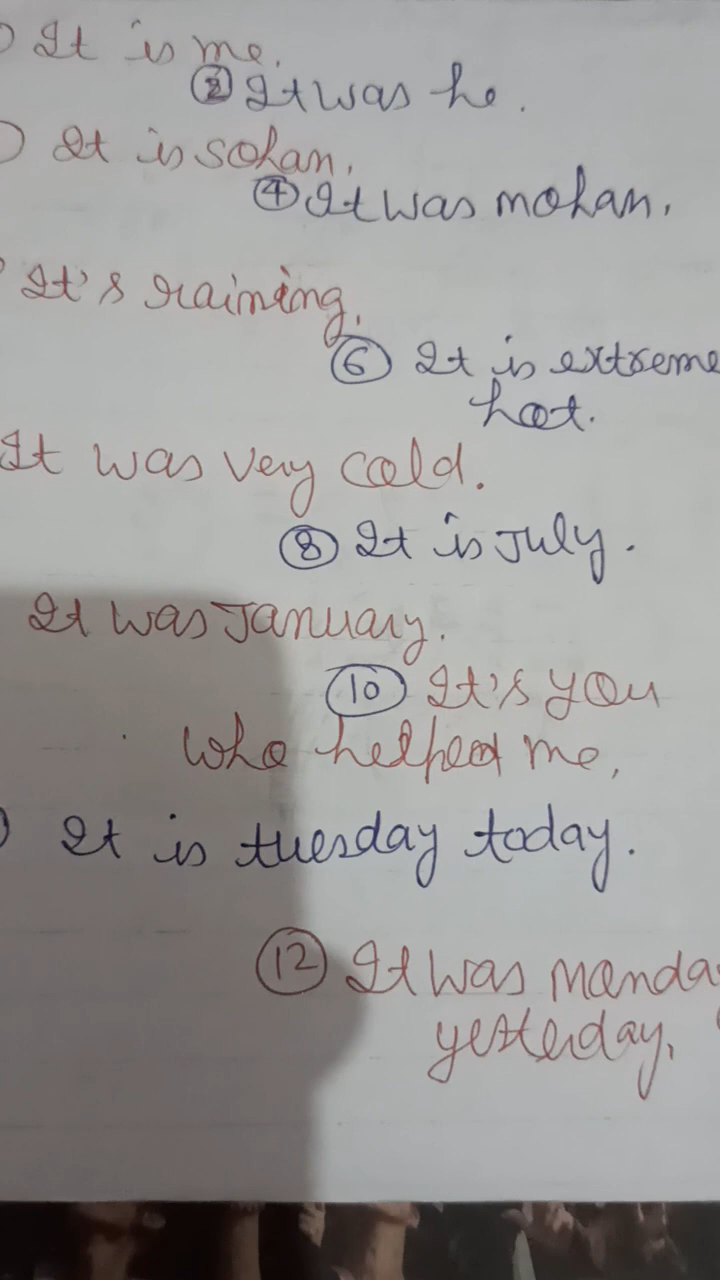 ) It is me.
② It was he.
) It is sohan.
④ It was mohan.
It's raining.
⑥ It is extreme
hot.
It was very cold.
⑧ It is July.
It was January.
⑩ It's you
who helped me.
) It is tuesday today.
⑫ It was monda
yesterday.